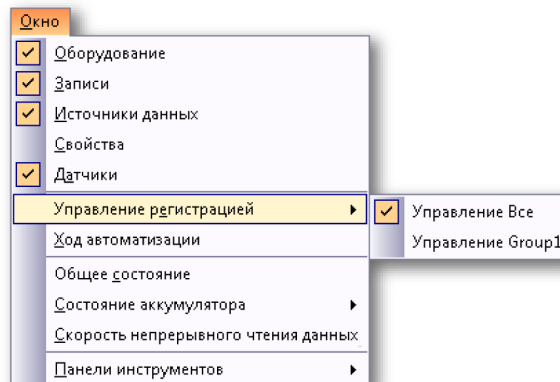 Окно
Оборудование
Записи
Источники данных
Свойства
Датчики
Управление регистрацией
Управление Все
Ход автоматизации
Управление Group1
Общее состояние
Состояние аккумулятора
Скорость непрерывного чтения данных
Панели инструментов